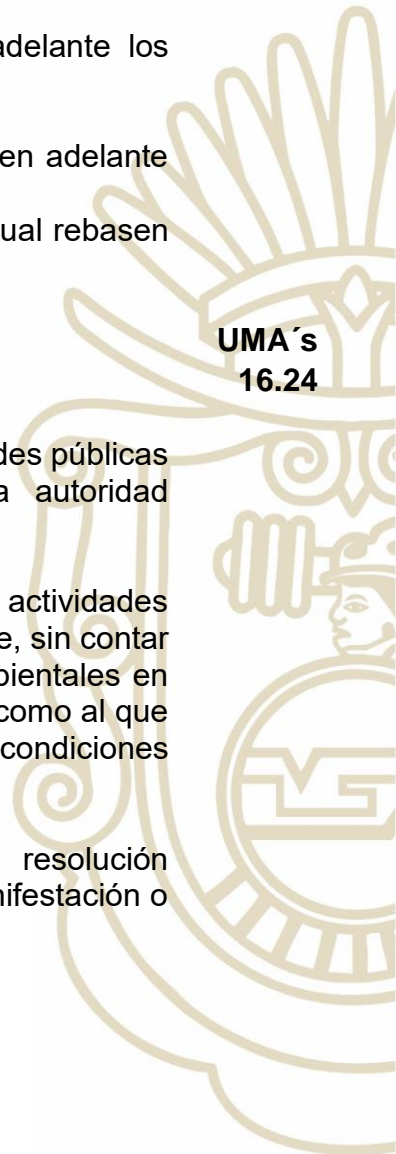 adelante los
en adelante
ual rebasen
UMA´s
16.24
des públicas
a autoridad
actividades
e, sin contar
bientales en
como al que
condiciones
resolución
nifestación o